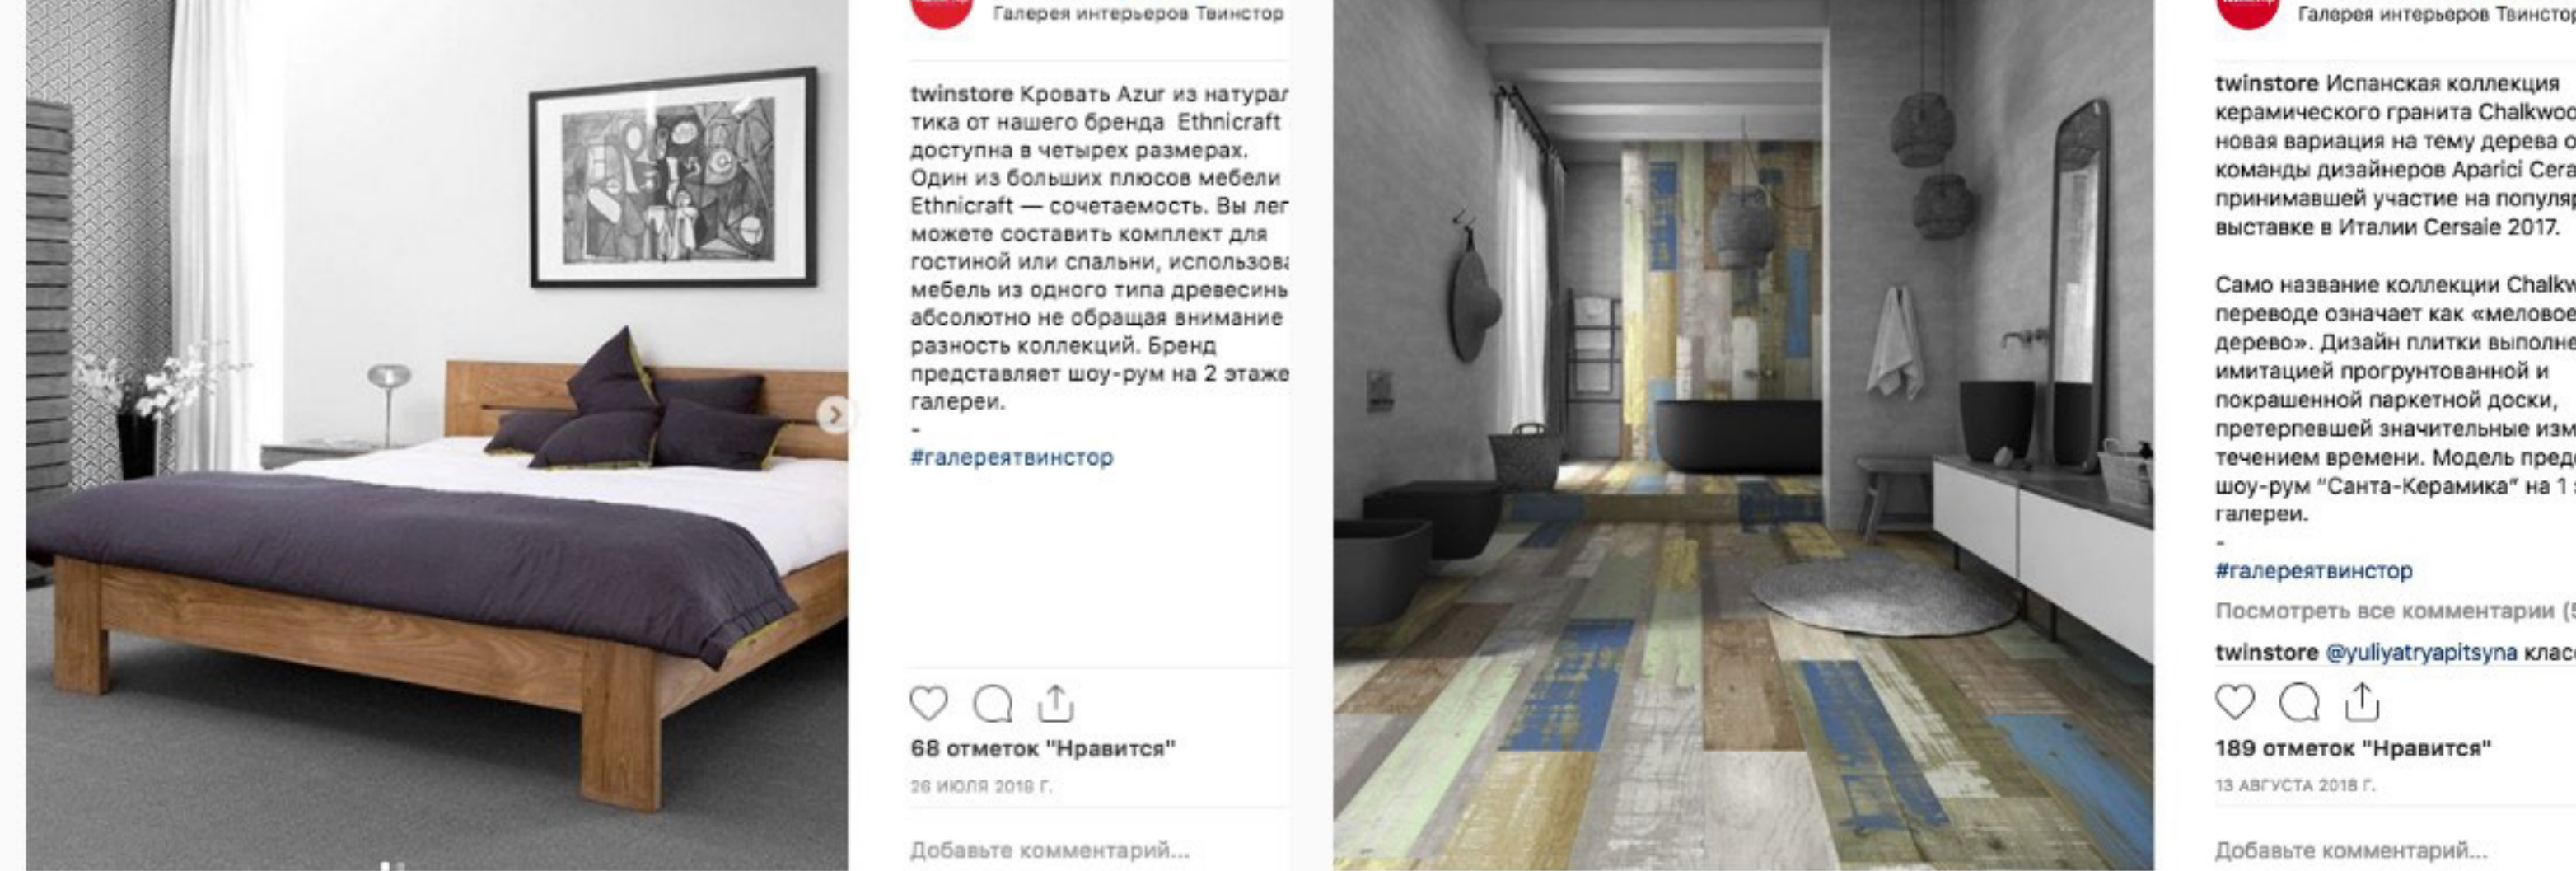 Галерея интерьеров Твинстор
twinstore Кровать Azur из натурал
тика от нашего бренда Ethnicraft
доступна в четырех размерах.
Один из больших плюсов мебели
Ethnicraft — сочетаемость. Вы лег
можете составить комплект для
гостиной или спальни, использова
мебель из одного типа древесины
абсолютно не обращая внимание
разность коллекций. Бренд
представляет шоу-рум на 2 этаже
галереи.
-
#галереятвинстор
68 отметок "Нравится"
26 ИЮЛЯ 2018 Г.
Добавьте комментарий...
Галерея интерьеров Твинстор
twinstore Испанская коллекция
керамического гранита Chalkwoo
новая вариация на тему дерева о
команды дизайнеров Aparici Cera
принимавшей участие на популяр
выставке в Италии Cersaie 2017.
Само название коллекции Chalkw
переводе означает как «меловое
дерево». Дизайн плитки выполне
имитацией прогрунтованной и
покрашенной паркетной доски,
претерпевшей значительные изм
течением времени. Модель пред
шоу-рум "Санта-Керамика" на 1
галереи.
-
#галереятвинстор
Посмотреть все комментарии (5
twinstore @yuliyatryapitsyna клас
189 отметок "Нравится"
13 АВГУСТА 2018 Г.
Добавьте комментарий...